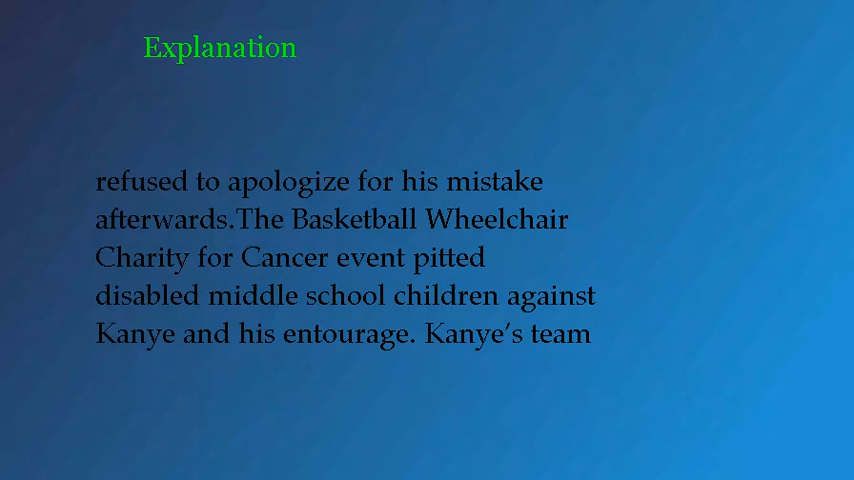 Explanation
refused to apologize for his mistake
afterwards.The Basketball Wheelchair
Charity for Cancer event pitted
disabled middle school children against
Kanye and his entourage. Kanye’s team